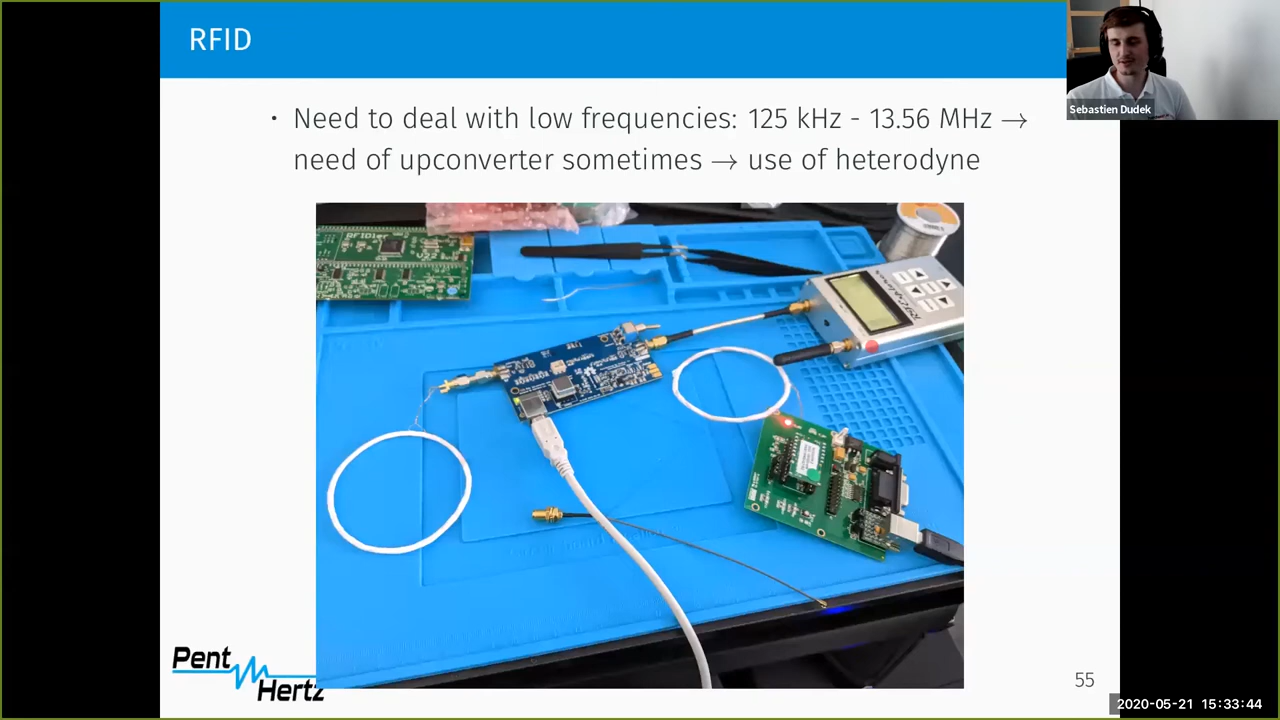 RFID
Sebastien Dudek
• Need to deal with low frequencies: 125 kHz - 13.56 MHz →
need of upconverter sometimes → use of heterodyne
RFIDler
Pent
Hertz
55
2020-05-21 15:33:44